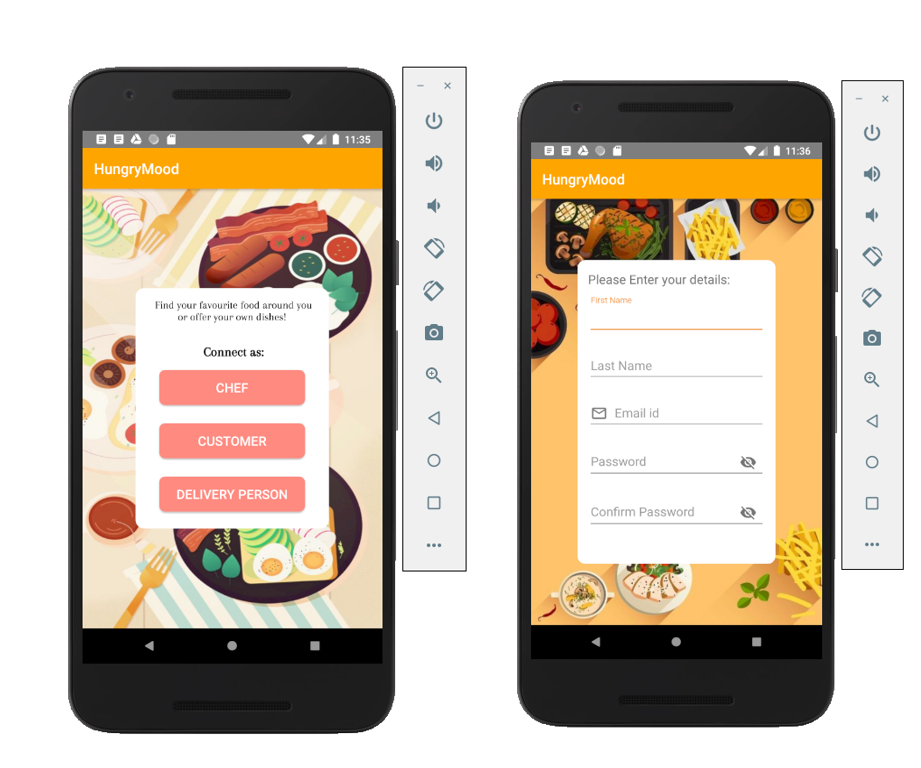 11:35
HungryMood
Find your favourite food around you
or offer your own dishes!
Connect as:
CHEF
CUSTOMER
DELIVERY PERSON
11:36
HungryMood
Please Enter your details:
First Name
Last Name
Email id
Password
Confirm Password